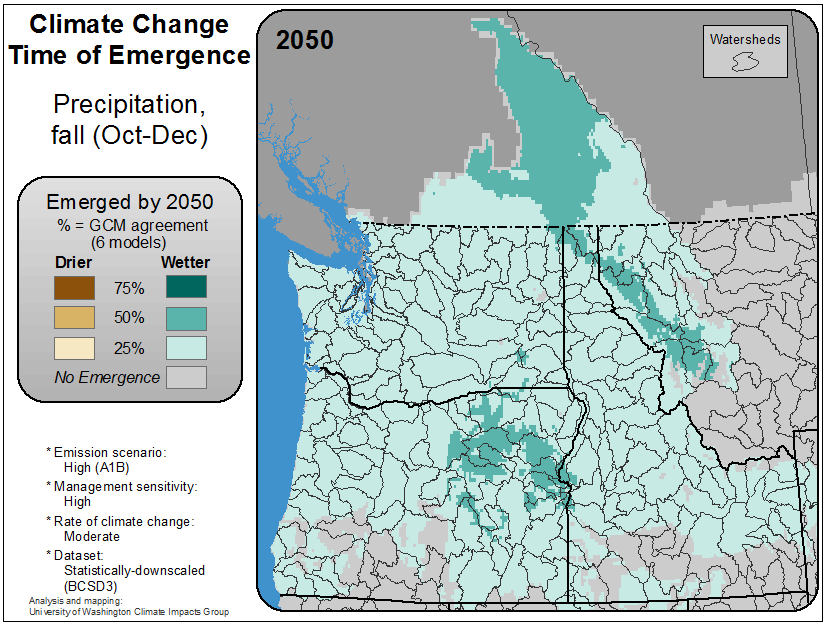 Climate Change
Time of Emergence
Precipitation,
fall (Oct-Dec)
Emerged by 2050
% = GCM agreement
(6 models)
Drier Wetter
75%
50%
25%
No Emergence
* Emission scenario:
High (A1B)
* Management sensitivity:
High
* Rate of climate change:
Moderate
* Dataset:
Statistically-downscaled
(BCSD3)
Analysis and mapping:
University of Washington Climate Impacts Group
2050
Watersheds